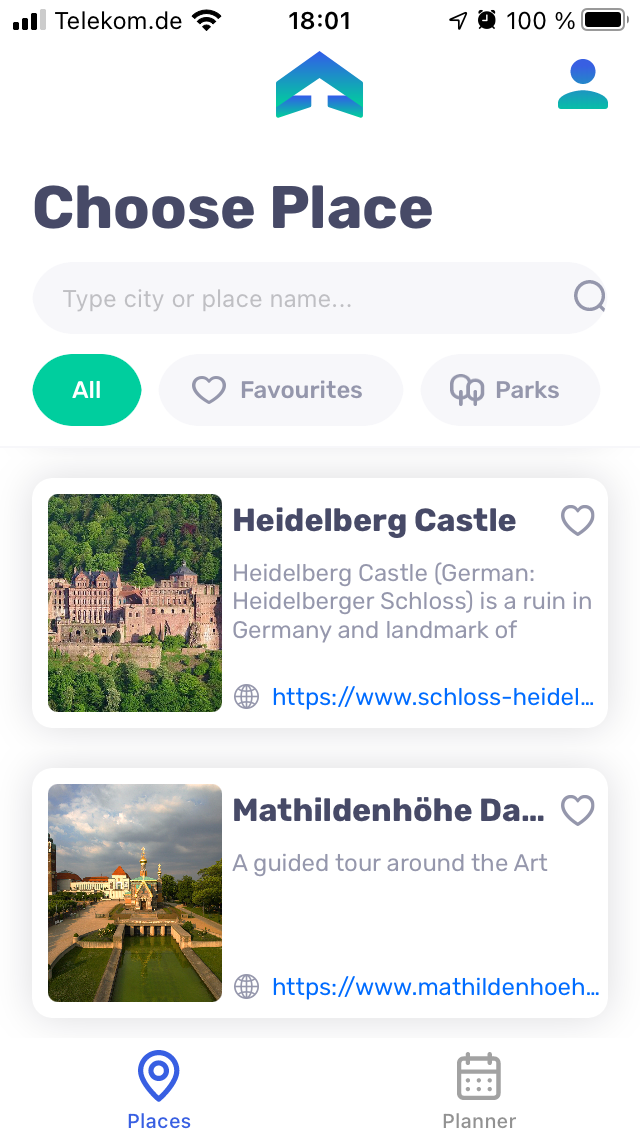 Telekom.de 18:01 100 %
Choose Place
Type city or place name...
All Favourites Parks
Heidelberg Castle
Heidelberg Castle (German:
Heidelberger Schloss) is a ruin in
Germany and landmark of
https://www.schloss-heidel...
Mathildenhöhe Da...
A guided tour around the Art
https://www.mathildenhoeh...
Places Planner